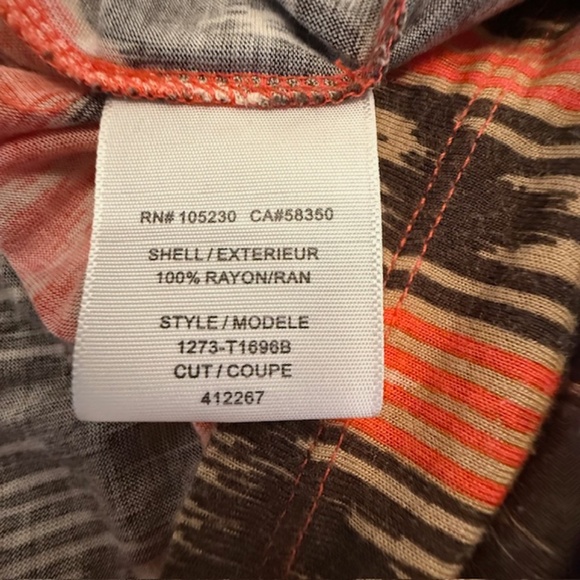 RN# 105230 CA#58350
SHELL / EXTERIEUR
100% RAYON/RAN
STYLE / MODELE
1273-T1696B
CUT / COUPE
412267